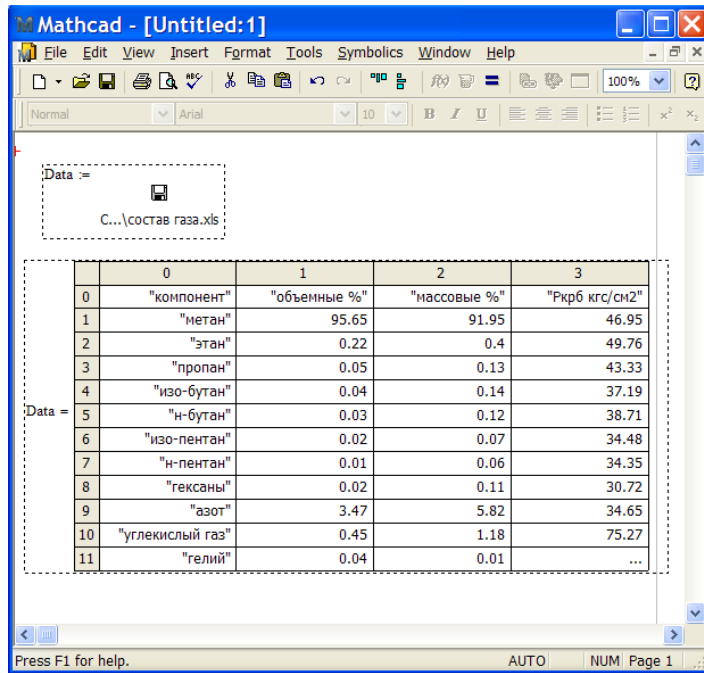 Mathcad - [Untitled:1]
File Edit View Insert Format Tools Symbolics Window Help
100%
Normal Arial 10 B I U x² x₂
Data :=
C...\состав газа.xls
0 1 2 3
0 "компонент" "объемные %" "массовые %" "Pкрб кгс/см2"
1 "метан" 95.65 91.95 46.95
2 "этан" 0.22 0.4 49.76
3 "пропан" 0.05 0.13 43.33
4 "изо-бутан" 0.04 0.14 37.19
Data = 5 "н-бутан" 0.03 0.12 38.71
6 "изо-пентан" 0.02 0.07 34.48
7 "н-пентан" 0.01 0.06 34.35
8 "гексаны" 0.02 0.11 30.72
9 "азот" 3.47 5.82 34.65
10 "углекислый газ" 0.45 1.18 75.27
11 "гелий" 0.04 0.01 ...
Press F1 for help. AUTO NUM Page 1